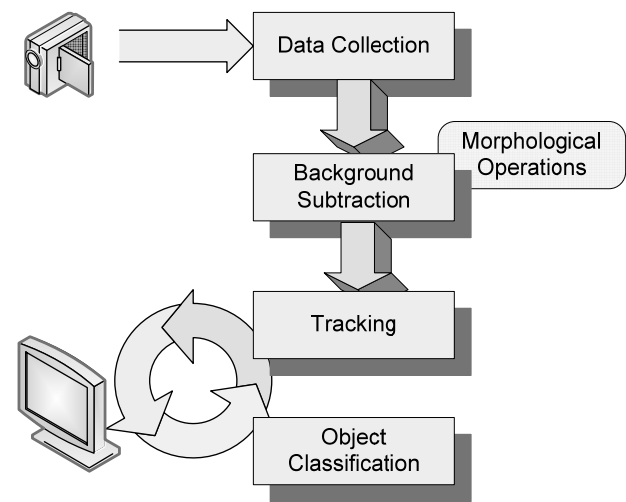 Data Collection
Morphological
Operations
Background
Subtraction
Tracking
Object
Classification